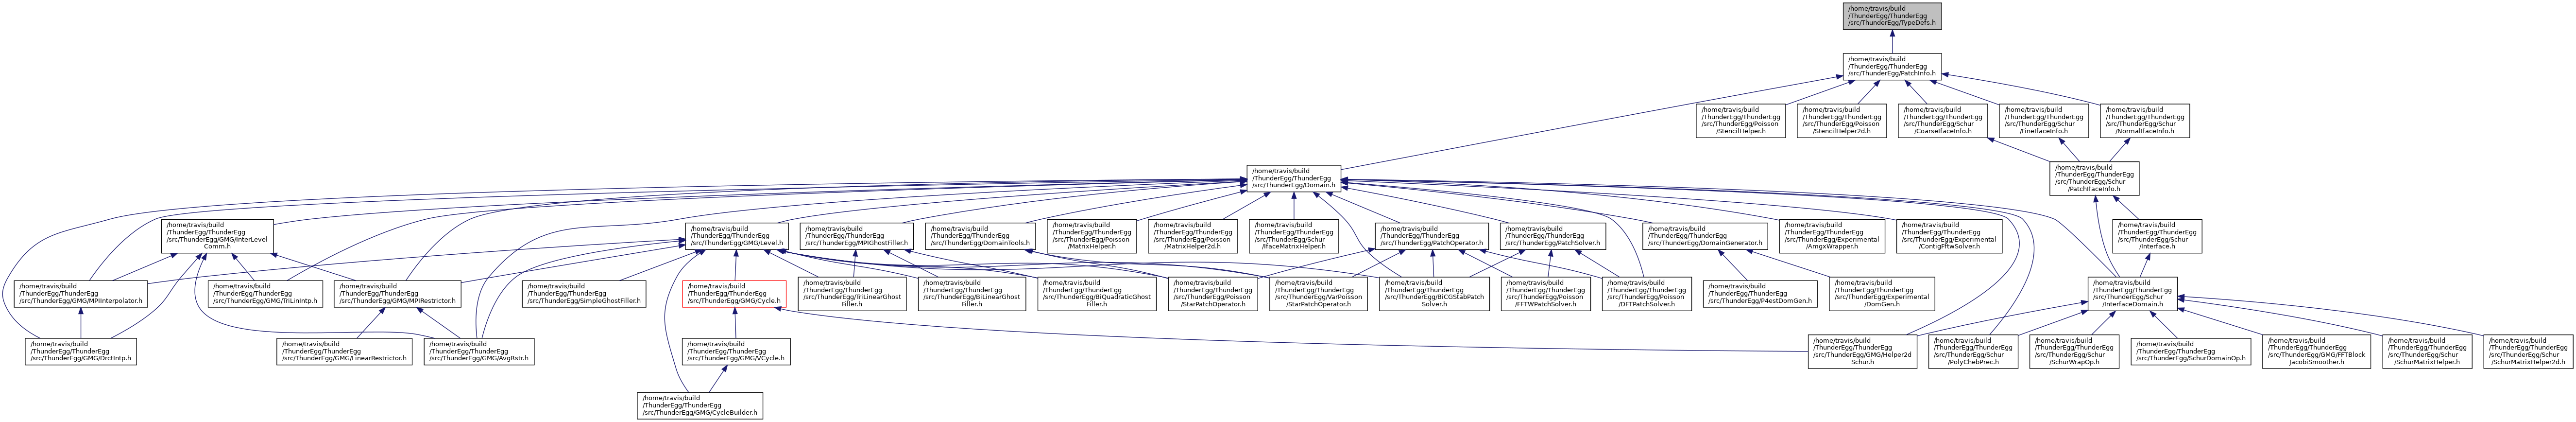 /home/travis/build
/ThunderEgg/ThunderEgg
/src/ThunderEgg/TypeDefs.h
/home/travis/build
/ThunderEgg/ThunderEgg
/src/ThunderEgg/PatchInfo.h
/home/travis/build
/ThunderEgg/ThunderEgg
/src/ThunderEgg/Poisson
/StencilHelper.h
/home/travis/build
/ThunderEgg/ThunderEgg
/src/ThunderEgg/Poisson
/StencilHelper2d.h
/home/travis/build
/ThunderEgg/ThunderEgg
/src/ThunderEgg/Schur
/CoarseIfaceInfo.h
/home/travis/build
/ThunderEgg/ThunderEgg
/src/ThunderEgg/Schur
/FineIfaceInfo.h
/home/travis/build
/ThunderEgg/ThunderEgg
/src/ThunderEgg/Schur
/NormalIfaceInfo.h
/home/travis/build
/ThunderEgg/ThunderEgg
/src/ThunderEgg/Domain.h
/home/travis/build
/ThunderEgg/ThunderEgg
/src/ThunderEgg/Schur
/PatchIfaceInfo.h
/home/travis/build
/ThunderEgg/ThunderEgg
/src/ThunderEgg/GMG/InterLevel
Comm.h
/home/travis/build
/ThunderEgg/ThunderEgg
/src/ThunderEgg/GMG/Level.h
/home/travis/build
/ThunderEgg/ThunderEgg
/src/ThunderEgg/MPIGhostFiller.h
/home/travis/build
/ThunderEgg/ThunderEgg
/src/ThunderEgg/DomainTools.h
/home/travis/build
/ThunderEgg/ThunderEgg
/src/ThunderEgg/Poisson
/MatrixHelper.h
/home/travis/build
/ThunderEgg/ThunderEgg
/src/ThunderEgg/Poisson
/MatrixHelper2d.h
/home/travis/build
/ThunderEgg/ThunderEgg
/src/ThunderEgg/Schur
/IfaceMatrixHelper.h
/home/travis/build
/ThunderEgg/ThunderEgg
/src/ThunderEgg/PatchOperator.h
/home/travis/build
/ThunderEgg/ThunderEgg
/src/ThunderEgg/PatchSolver.h
/home/travis/build
/ThunderEgg/ThunderEgg
/src/ThunderEgg/DomainGenerator.h
/home/travis/build
/ThunderEgg/ThunderEgg
/src/ThunderEgg/Experimental
/AmgxWrapper.h
/home/travis/build
/ThunderEgg/ThunderEgg
/src/ThunderEgg/Experimental
/ContigFftwSolver.h
/home/travis/build
/ThunderEgg/ThunderEgg
/src/ThunderEgg/Schur
/Interface.h
/home/travis/build
/ThunderEgg/ThunderEgg
/src/ThunderEgg/GMG/MPIInterpolator.h
/home/travis/build
/ThunderEgg/ThunderEgg
/src/ThunderEgg/GMG/TriLinIntp.h
/home/travis/build
/ThunderEgg/ThunderEgg
/src/ThunderEgg/GMG/MPIRestrictor.h
/home/travis/build
/ThunderEgg/ThunderEgg
/src/ThunderEgg/SimpleGhostFiller.h
/home/travis/build
/ThunderEgg/ThunderEgg
/src/ThunderEgg/GMG/Cycle.h
/home/travis/build
/ThunderEgg/ThunderEgg
/src/ThunderEgg/TriLinearGhost
Filler.h
/home/travis/build
/ThunderEgg/ThunderEgg
/src/ThunderEgg/BiLinearGhost
Filler.h
/home/travis/build
/ThunderEgg/ThunderEgg
/src/ThunderEgg/BiQuadraticGhost
Filler.h
/home/travis/build
/ThunderEgg/ThunderEgg
/src/ThunderEgg/Poisson
/StarPatchOperator.h
/home/travis/build
/ThunderEgg/ThunderEgg
/src/ThunderEgg/VarPoisson
/StarPatchOperator.h
/home/travis/build
/ThunderEgg/ThunderEgg
/src/ThunderEgg/BiCGStabPatch
Solver.h
/home/travis/build
/ThunderEgg/ThunderEgg
/src/ThunderEgg/Poisson
/FFTWPatchSolver.h
/home/travis/build
/ThunderEgg/ThunderEgg
/src/ThunderEgg/Poisson
/DFTPatchSolver.h
/home/travis/build
/ThunderEgg/ThunderEgg
/src/ThunderEgg/P4estDomGen.h
/home/travis/build
/ThunderEgg/ThunderEgg
/src/ThunderEgg/Experimental
/DomGen.h
/home/travis/build
/ThunderEgg/ThunderEgg
/src/ThunderEgg/Schur
/InterfaceDomain.h
/home/travis/build
/ThunderEgg/ThunderEgg
/src/ThunderEgg/GMG/DrctIntp.h
/home/travis/build
/ThunderEgg/ThunderEgg
/src/ThunderEgg/GMG/LinearRestrictor.h
/home/travis/build
/ThunderEgg/ThunderEgg
/src/ThunderEgg/GMG/AvgRstr.h
/home/travis/build
/ThunderEgg/ThunderEgg
/src/ThunderEgg/GMG/VCycle.h
/home/travis/build
/ThunderEgg/ThunderEgg
/src/ThunderEgg/GMG/Helper2d
Schur.h
/home/travis/build
/ThunderEgg/ThunderEgg
/src/ThunderEgg/Schur
/PolyChebPrec.h
/home/travis/build
/ThunderEgg/ThunderEgg
/src/ThunderEgg/Schur
/SchurWrapOp.h
/home/travis/build
/ThunderEgg/ThunderEgg
/src/ThunderEgg/SchurDomainOp.h
/home/travis/build
/ThunderEgg/ThunderEgg
/src/ThunderEgg/GMG/FFTBlock
JacobiSmoother.h
/home/travis/build
/ThunderEgg/ThunderEgg
/src/ThunderEgg/Schur
/SchurMatrixHelper.h
/home/travis/build
/ThunderEgg/ThunderEgg
/src/ThunderEgg/Schur
/SchurMatrixHelper2d.h
/home/travis/build
/ThunderEgg/ThunderEgg
/src/ThunderEgg/GMG/CycleBuilder.h